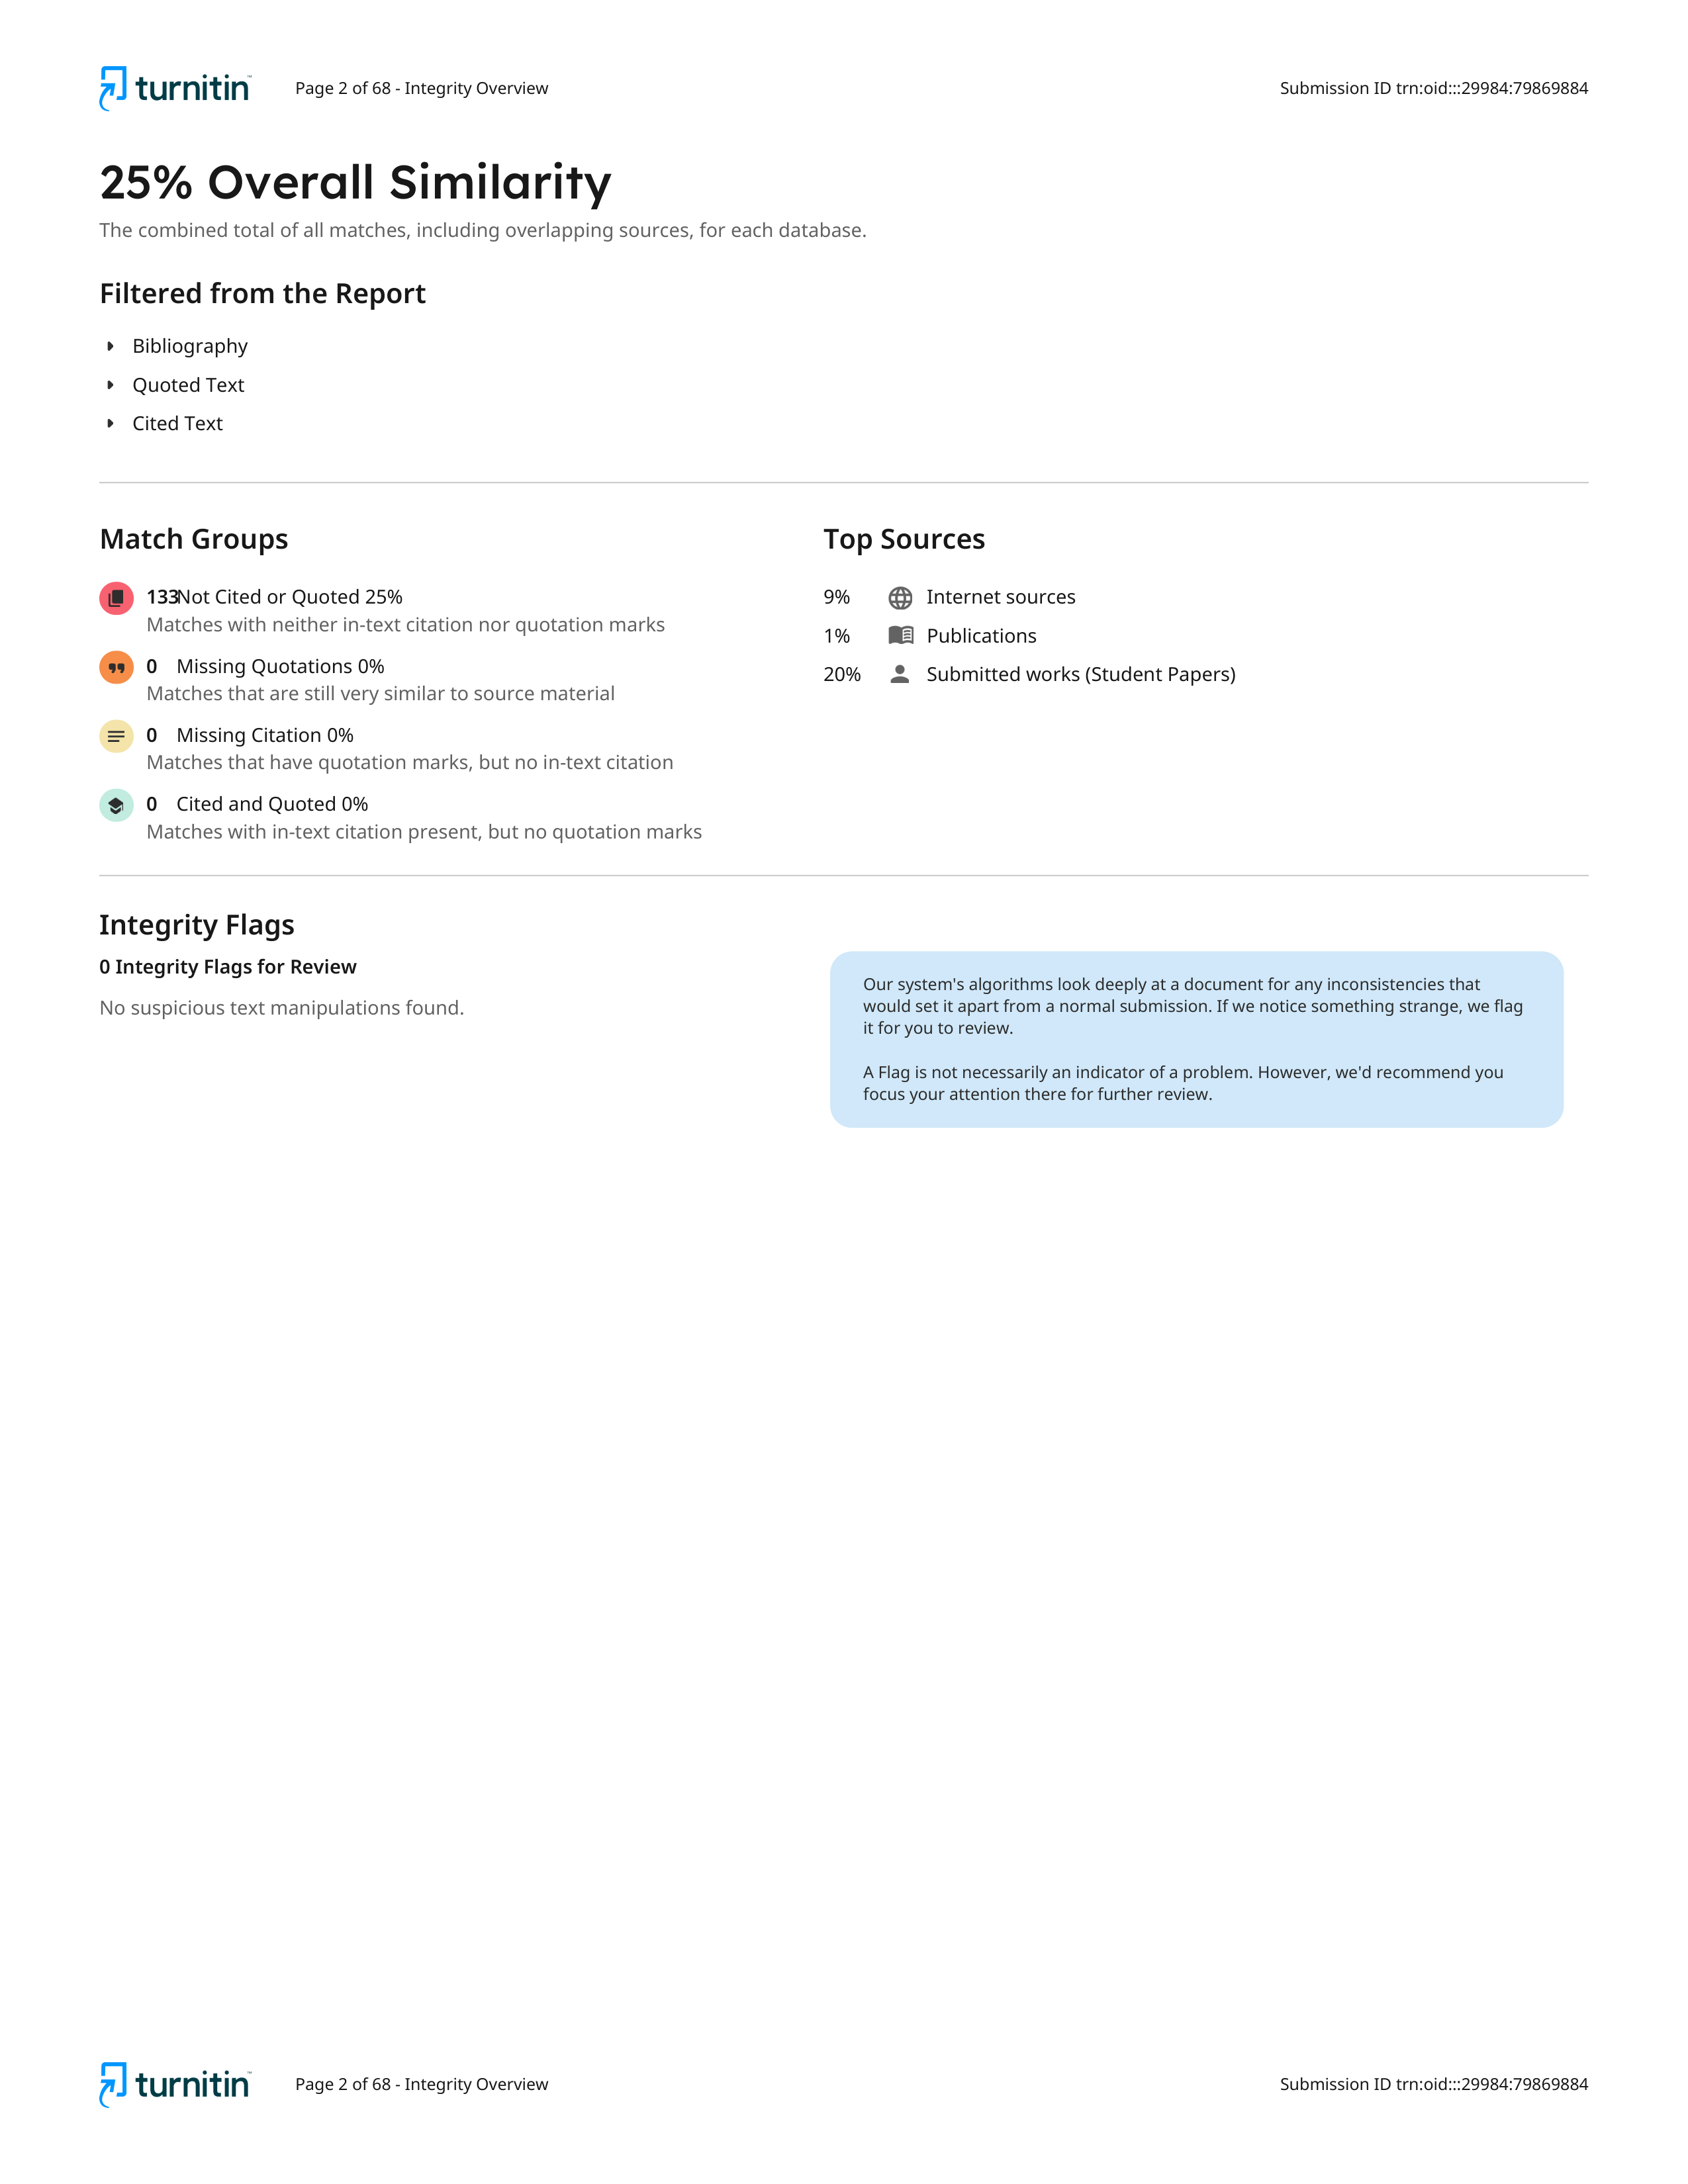 turnitin
Page 2 of 68 - Integrity Overview
Submission ID trn:oid:::29984:79869884
25% Overall Similarity
The combined total of all matches, including overlapping sources, for each database.
Filtered from the Report
Bibliography
Quoted Text
Cited Text
Match Groups
133 Not Cited or Quoted 25%
Matches with neither in-text citation nor quotation marks
0 Missing Quotations 0%
Matches that are still very similar to source material
0 Missing Citation 0%
Matches that have quotation marks, but no in-text citation
0 Cited and Quoted 0%
Matches with in-text citation present, but no quotation marks
Top Sources
9% Internet sources
1% Publications
20% Submitted works (Student Papers)
Integrity Flags
0 Integrity Flags for Review
No suspicious text manipulations found.
Our system's algorithms look deeply at a document for any inconsistencies that
would set it apart from a normal submission. If we notice something strange, we flag
it for you to review.
A Flag is not necessarily an indicator of a problem. However, we'd recommend you
focus your attention there for further review.
turnitin
Page 2 of 68 - Integrity Overview
Submission ID trn:oid:::29984:79869884